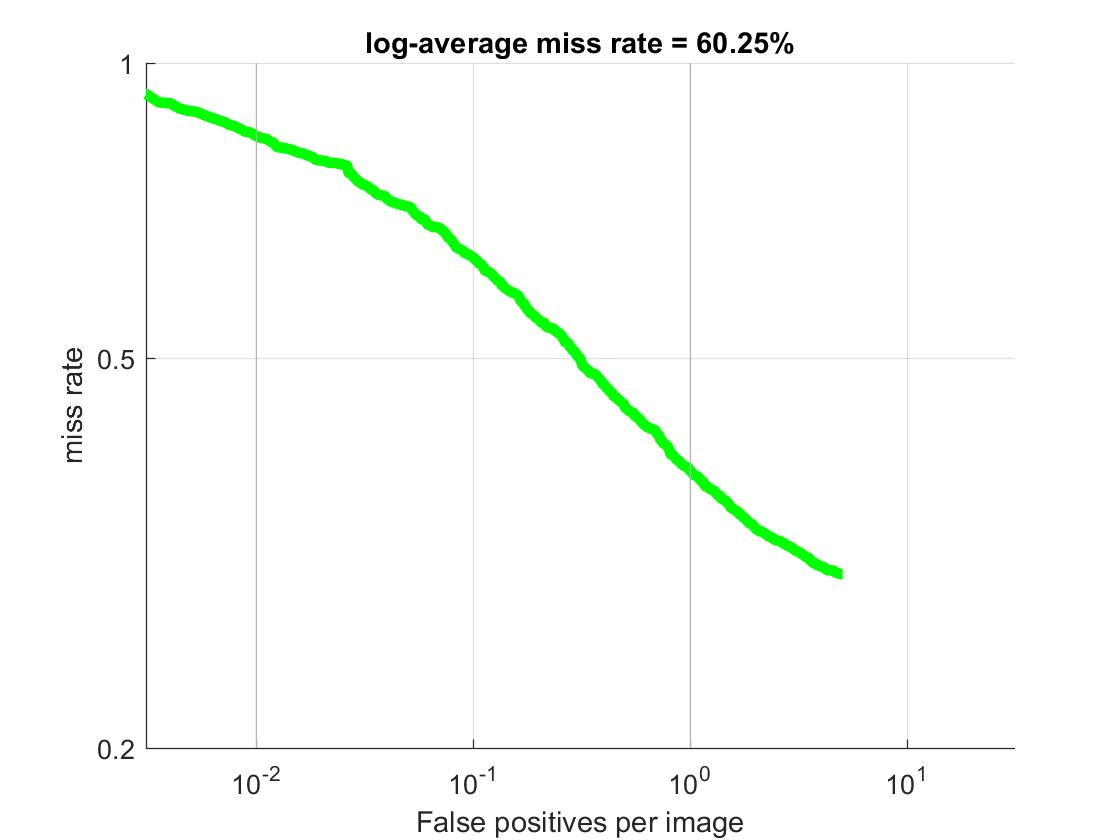 log-average miss rate = 60.25%
1
0.5
0.2
miss rate
10^-2 10^-1 10^0 10^1
False positives per image